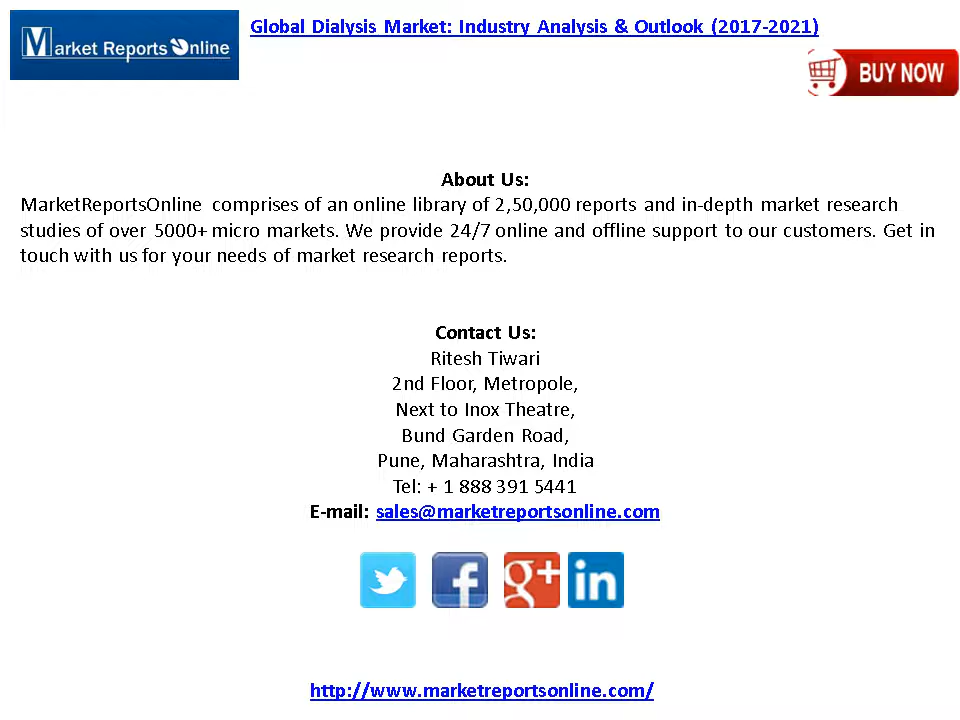 Market Reports Online
Global Dialysis Market: Industry Analysis & Outlook (2017-2021)
BUY NOW
About Us:
MarketReportsOnline comprises of an online library of 2,50,000 reports and in-depth market research
studies of over 5000+ micro markets. We provide 24/7 online and offline support to our customers. Get in
touch with us for your needs of market research reports.
Contact Us:
Ritesh Tiwari
2nd Floor, Metropole,
Next to Inox Theatre,
Bund Garden Road,
Pune, Maharashtra, India
Tel: + 1 888 391 5441
E-mail: sales@marketreportsonline.com
f g+ in
http://www.marketreportsonline.com/